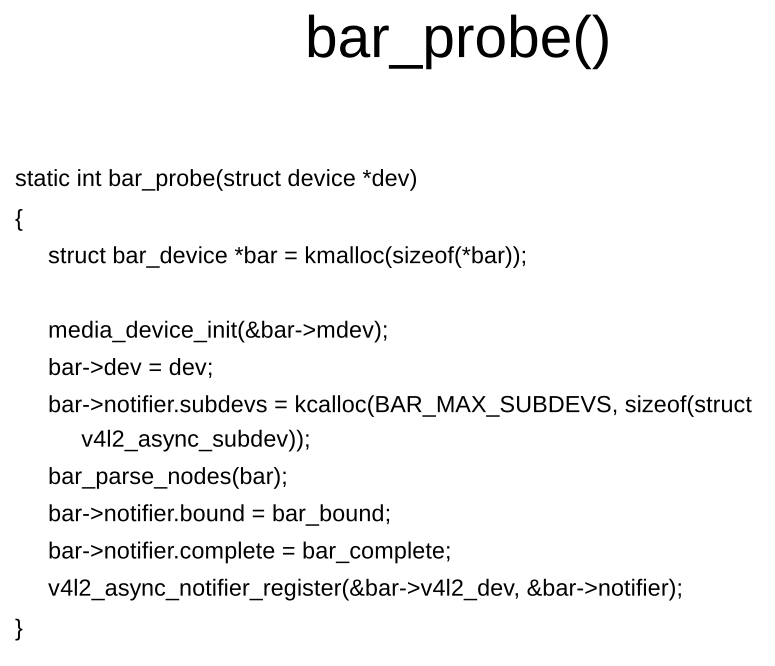 bar_probe()
static int bar_probe(struct device *dev)
{
struct bar_device *bar = kmalloc(sizeof(*bar));
media_device_init(&bar->mdev);
bar->dev = dev;
bar->notifier.subdevs = kcalloc(BAR_MAX_SUBDEVS, sizeof(struct
v4l2_async_subdev));
bar_parse_nodes(bar);
bar->notifier.bound = bar_bound;
bar->notifier.complete = bar_complete;
v4l2_async_notifier_register(&bar->v4l2_dev, &bar->notifier);
}